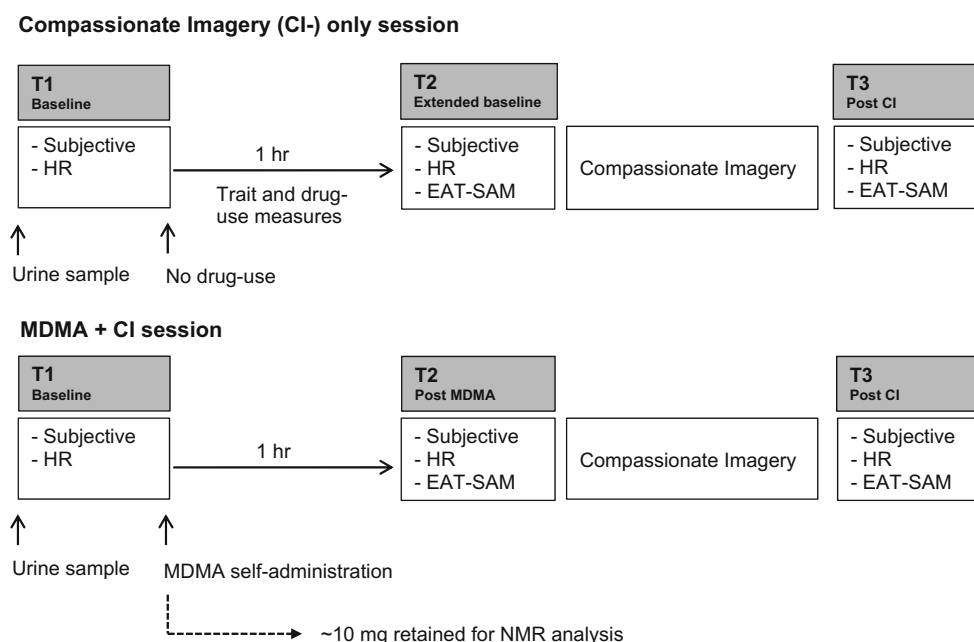 Compassionate Imagery (CI-) only session
T1
Baseline
- Subjective
- HR
1 hr
Trait and drug-
use measures
T2
Extended baseline
- Subjective
- HR
- EAT-SAM
Compassionate Imagery
T3
Post CI
- Subjective
- HR
- EAT-SAM
Urine sample
No drug-use
MDMA + CI session
T1
Baseline
- Subjective
- HR
1 hr
T2
Post MDMA
- Subjective
- HR
- EAT-SAM
Compassionate Imagery
T3
Post CI
- Subjective
- HR
- EAT-SAM
Urine sample
MDMA self-administration
~10 mg retained for NMR analysis